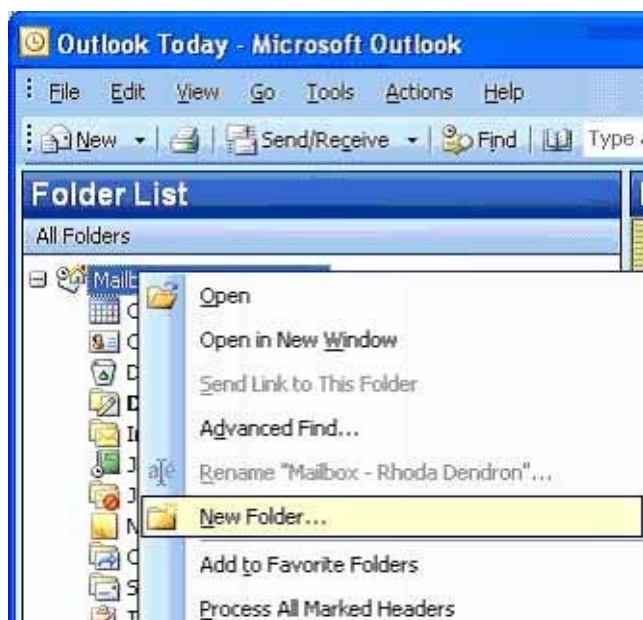 Outlook Today - Microsoft Outlook
File Edit View Go Tools Actions Help
New Send/Receive Find Type
Folder List
All Folders
Open
Open in New Window
Send Link to This Folder
Advanced Find...
Rename "Mailbox - Rhoda Dendron"...
New Folder...
Add to Favorite Folders
Process All Marked Headers